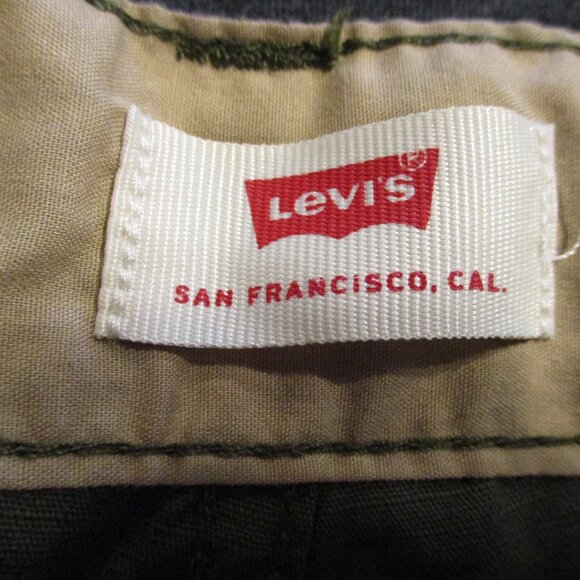 LEVI'S ®
SAN FRANCISCO, CAL.